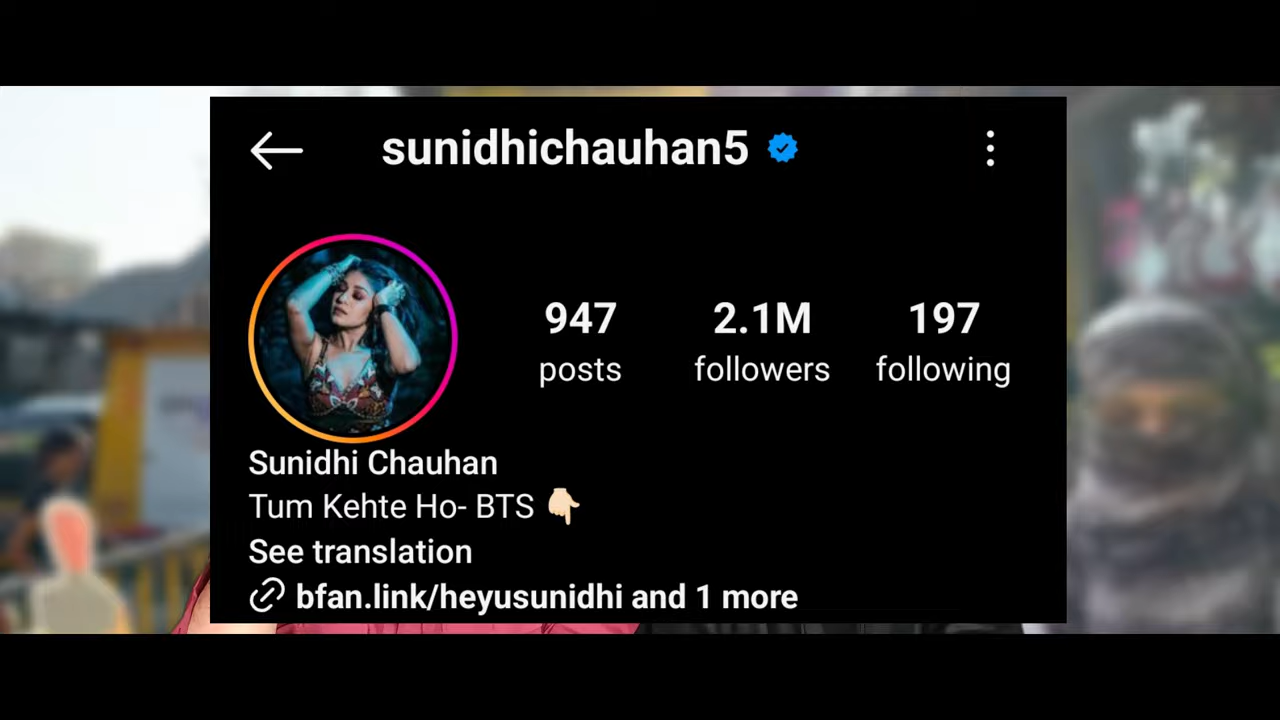 sunidhichauhan5
947 2.1M 197
posts followers following
Sunidhi Chauhan
Tum Kehte Ho- BTS 👇🏻
See translation
bfan.link/heyusunidhi and 1 more